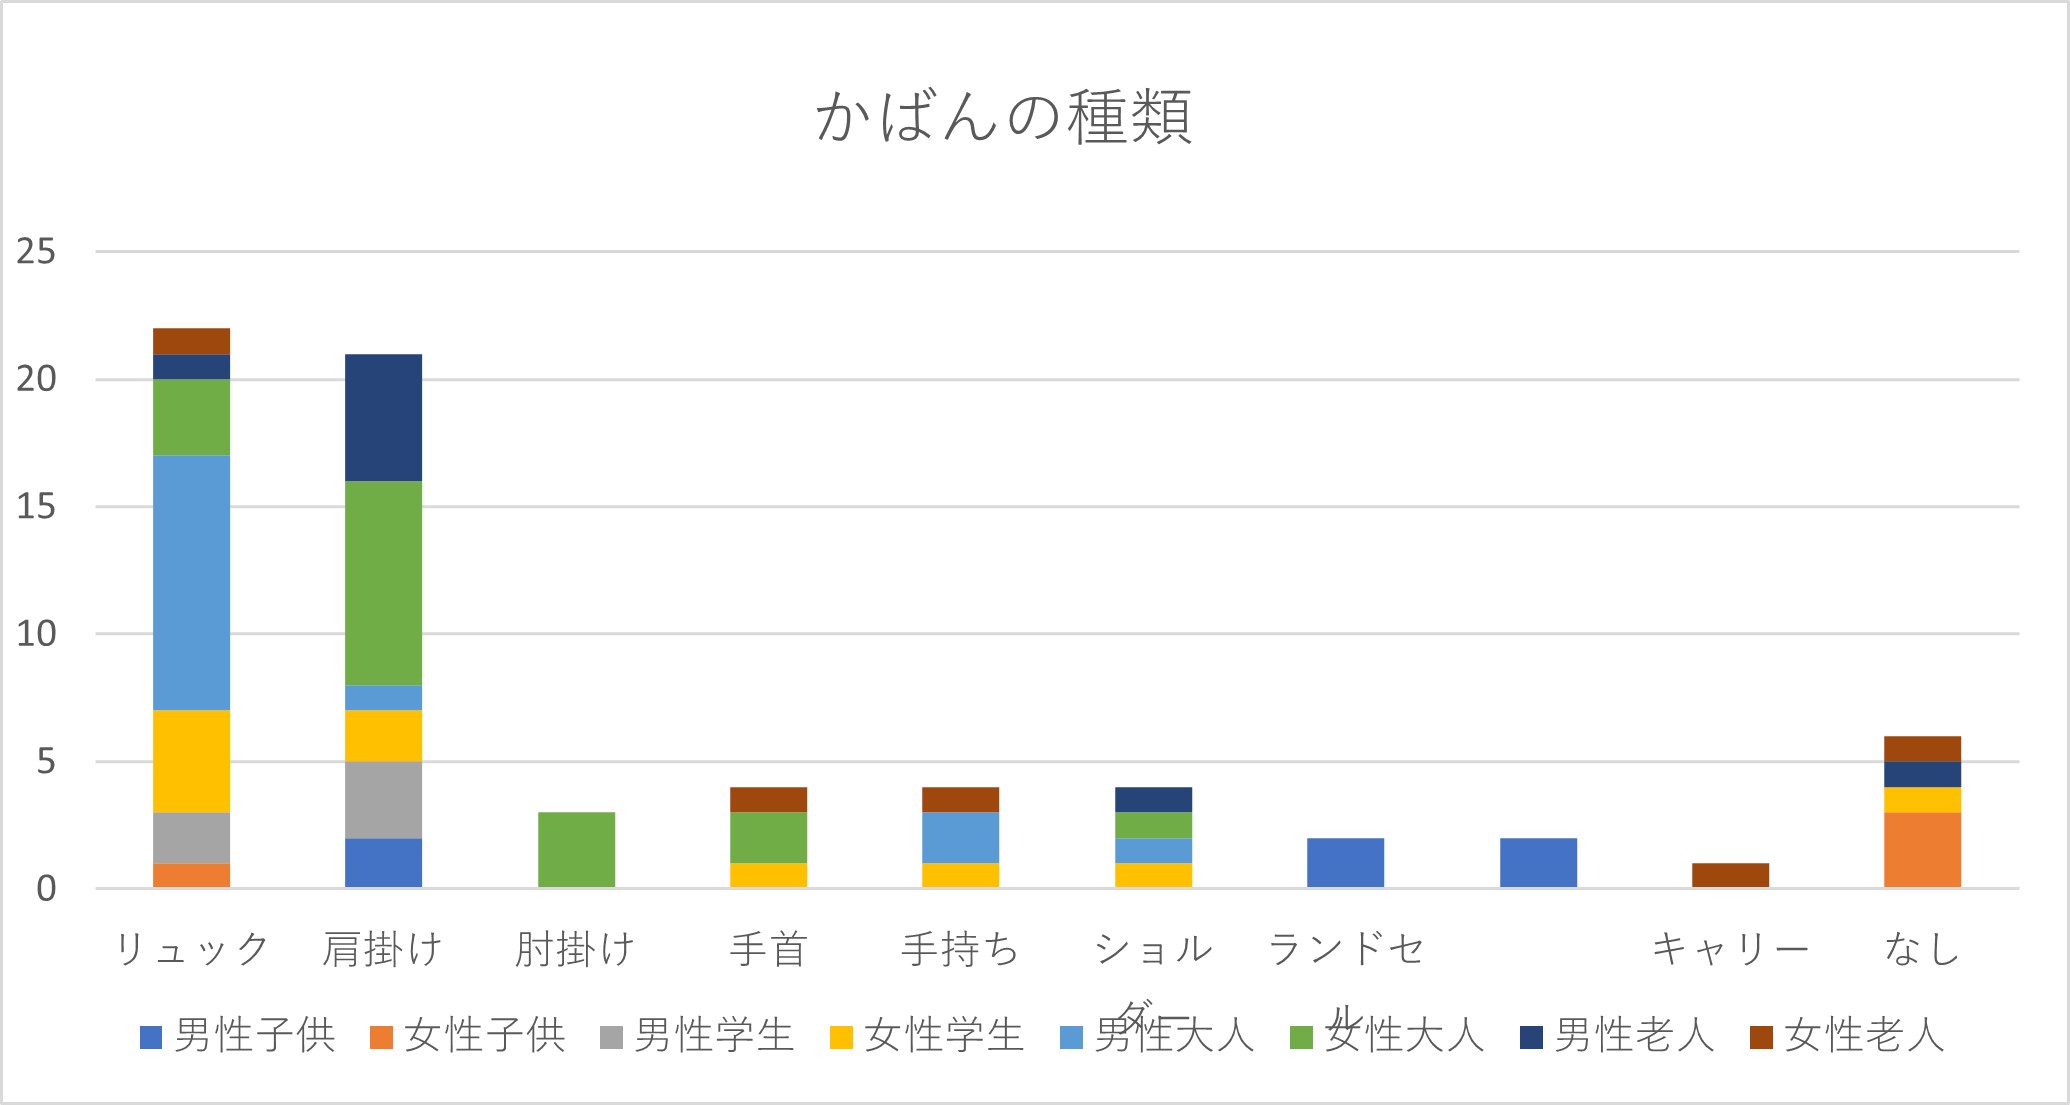 かばんの種類
25
20
15
10
5
0
リュック 肩掛け 肘掛け 手首 手持ち ショル ランドセ キャリー なし
ダー ル
男性子供 女性子供 男性学生 女性学生 男性大人 女性大人 男性老人 女性老人